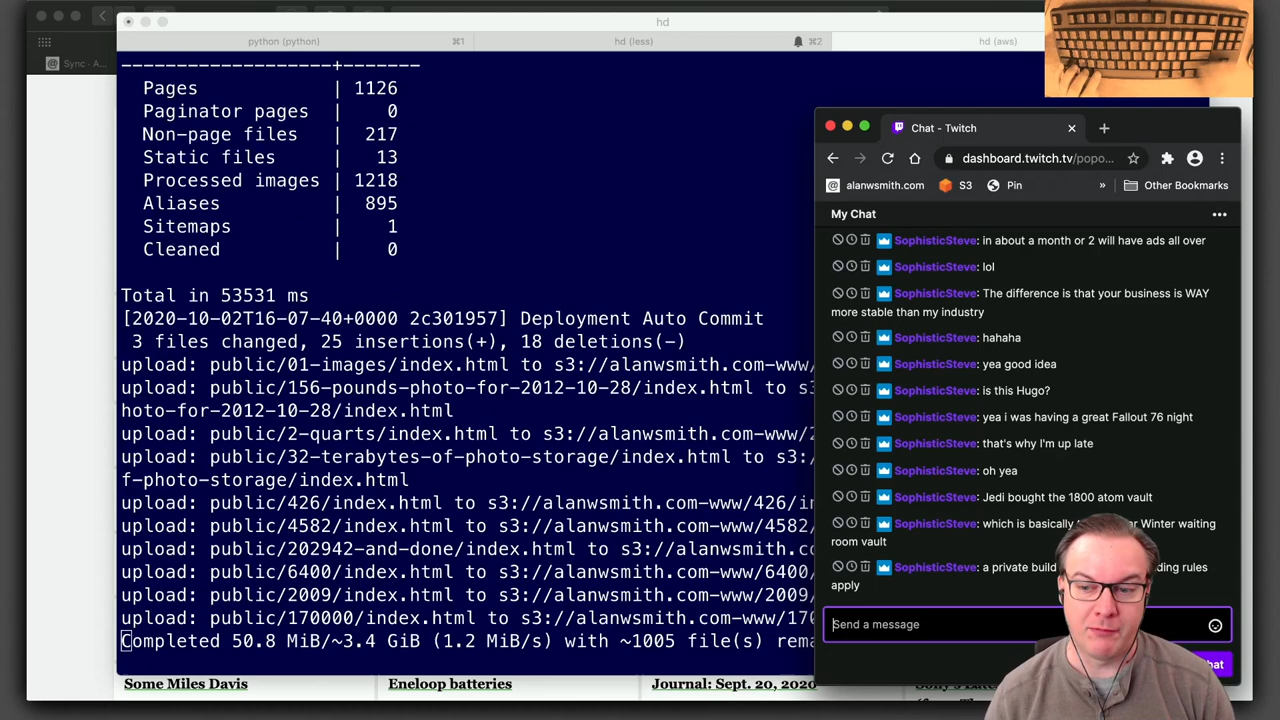 hd
python (python)
⌘1
hd (less)
⌘2
hd (aws)
Sync - A...
-------------------+-------
Pages | 1126
Paginator pages | 0
Non-page files | 217
Static files | 13
Processed images | 1218
Aliases | 895
Sitemaps | 1
Cleaned | 0
Total in 53531 ms
[2020-10-02T16-07-40+0000 2c301957] Deployment Auto Commit
3 files changed, 25 insertions(+), 18 deletions(-)
upload: public/01-images/index.html to s3://alanwsmith.com-www/
upload: public/156-pounds-photo-for-2012-10-28/index.html to s3
hoto-for-2012-10-28/index.html
upload: public/2-quarts/index.html to s3://alanwsmith.com-www/2
upload: public/32-terabytes-of-photo-storage/index.html to s3:/
f-photo-storage/index.html
upload: public/426/index.html to s3://alanwsmith.com-www/426/in
upload: public/4582/index.html to s3://alanwsmith.com-www/4582/
upload: public/202942-and-done/index.html to s3://alanwsmith.com
upload: public/6400/index.html to s3://alanwsmith.com-www/6400/
upload: public/2009/index.html to s3://alanwsmith.com-www/2009/
upload: public/170000/index.html to s3://alanwsmith.com-www/170
Completed 50.8 MiB/~3.4 GiB (1.2 MiB/s) with ~1005 file(s) rema
Some Miles Davis
Eneloop batteries
Journal: Sept. 20, 2020
Chat - Twitch
dashboard.twitch.tv/popo...
alanwsmith.com
S3
Pin
»
Other Bookmarks
My Chat
SophisticSteve: in about a month or 2 will have ads all over
SophisticSteve: lol
SophisticSteve: The difference is that your business is WAY
more stable than my industry
SophisticSteve: hahaha
SophisticSteve: yea good idea
SophisticSteve: is this Hugo?
SophisticSteve: yea i was having a great Fallout 76 night
SophisticSteve: that's why I'm up late
SophisticSteve: oh yea
SophisticSteve: Jedi bought the 1800 atom vault
SophisticSteve: which is basically ar Winter waiting
room vault
SophisticSteve: a private build ding rules
apply
Send a message
hat